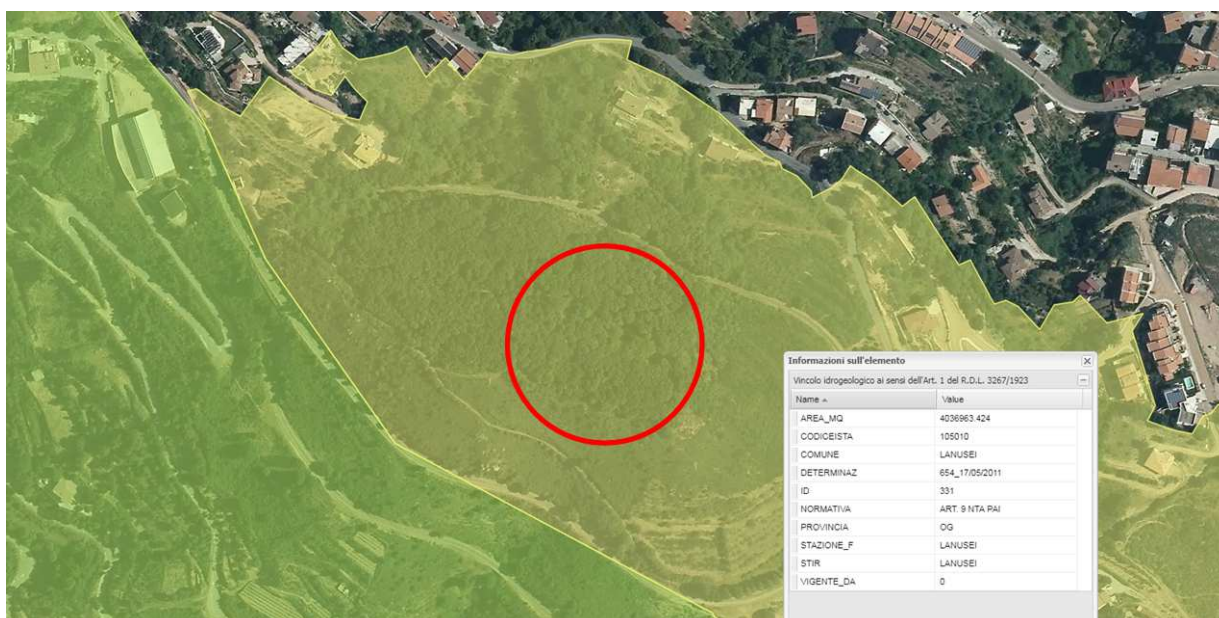 Informazioni sull'elemento
Vincolo idrogeologico ai sensi dell'Art. 1 del R.D.L. 3267/1923
Name Value
AREA_MQ 4036963.424
CODICEISTA 105010
COMUNE LANUSEI
DETERMINAZ 654_17/05/2011
ID 331
NORMATIVA ART. 9 NTA PAI
PROVINCIA OG
STAZIONE_F LANUSEI
STIR LANUSEI
VIGENTE_DA 0